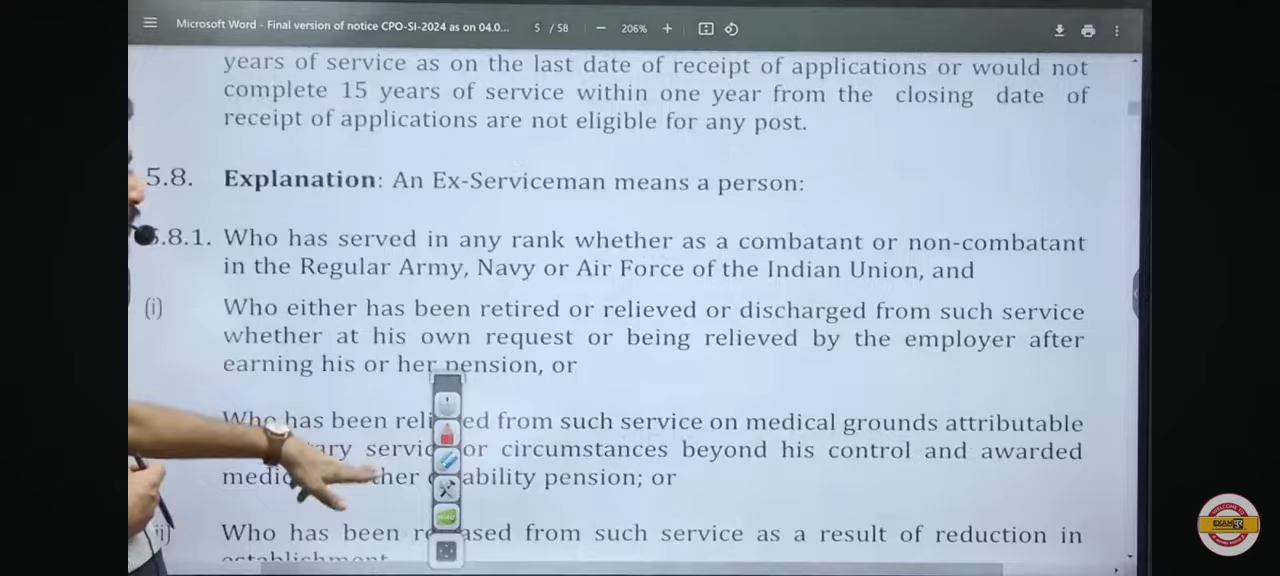 Microsoft Word - Final version of notice CPO-SI-2024 as on 04.0...
5 / 58
206%
years of service as on the last date of receipt of applications or would not
complete 15 years of service within one year from the closing date of
receipt of applications are not eligible for any post.
5.8. Explanation: An Ex-Serviceman means a person:
.8.1. Who has served in any rank whether as a combatant or non-combatant
in the Regular Army, Navy or Air Force of the Indian Union, and
(i) Who either has been retired or relieved or discharged from such service
whether at his own request or being relieved by the employer after
earning his or her pension, or
Who has been reli ed from such service on medical grounds attributable
ary servic or circumstances beyond his control and awarded
medic ther ability pension; or
ii) Who has been re ased from such service as a result of reduction in
establishment
EXAM पुर